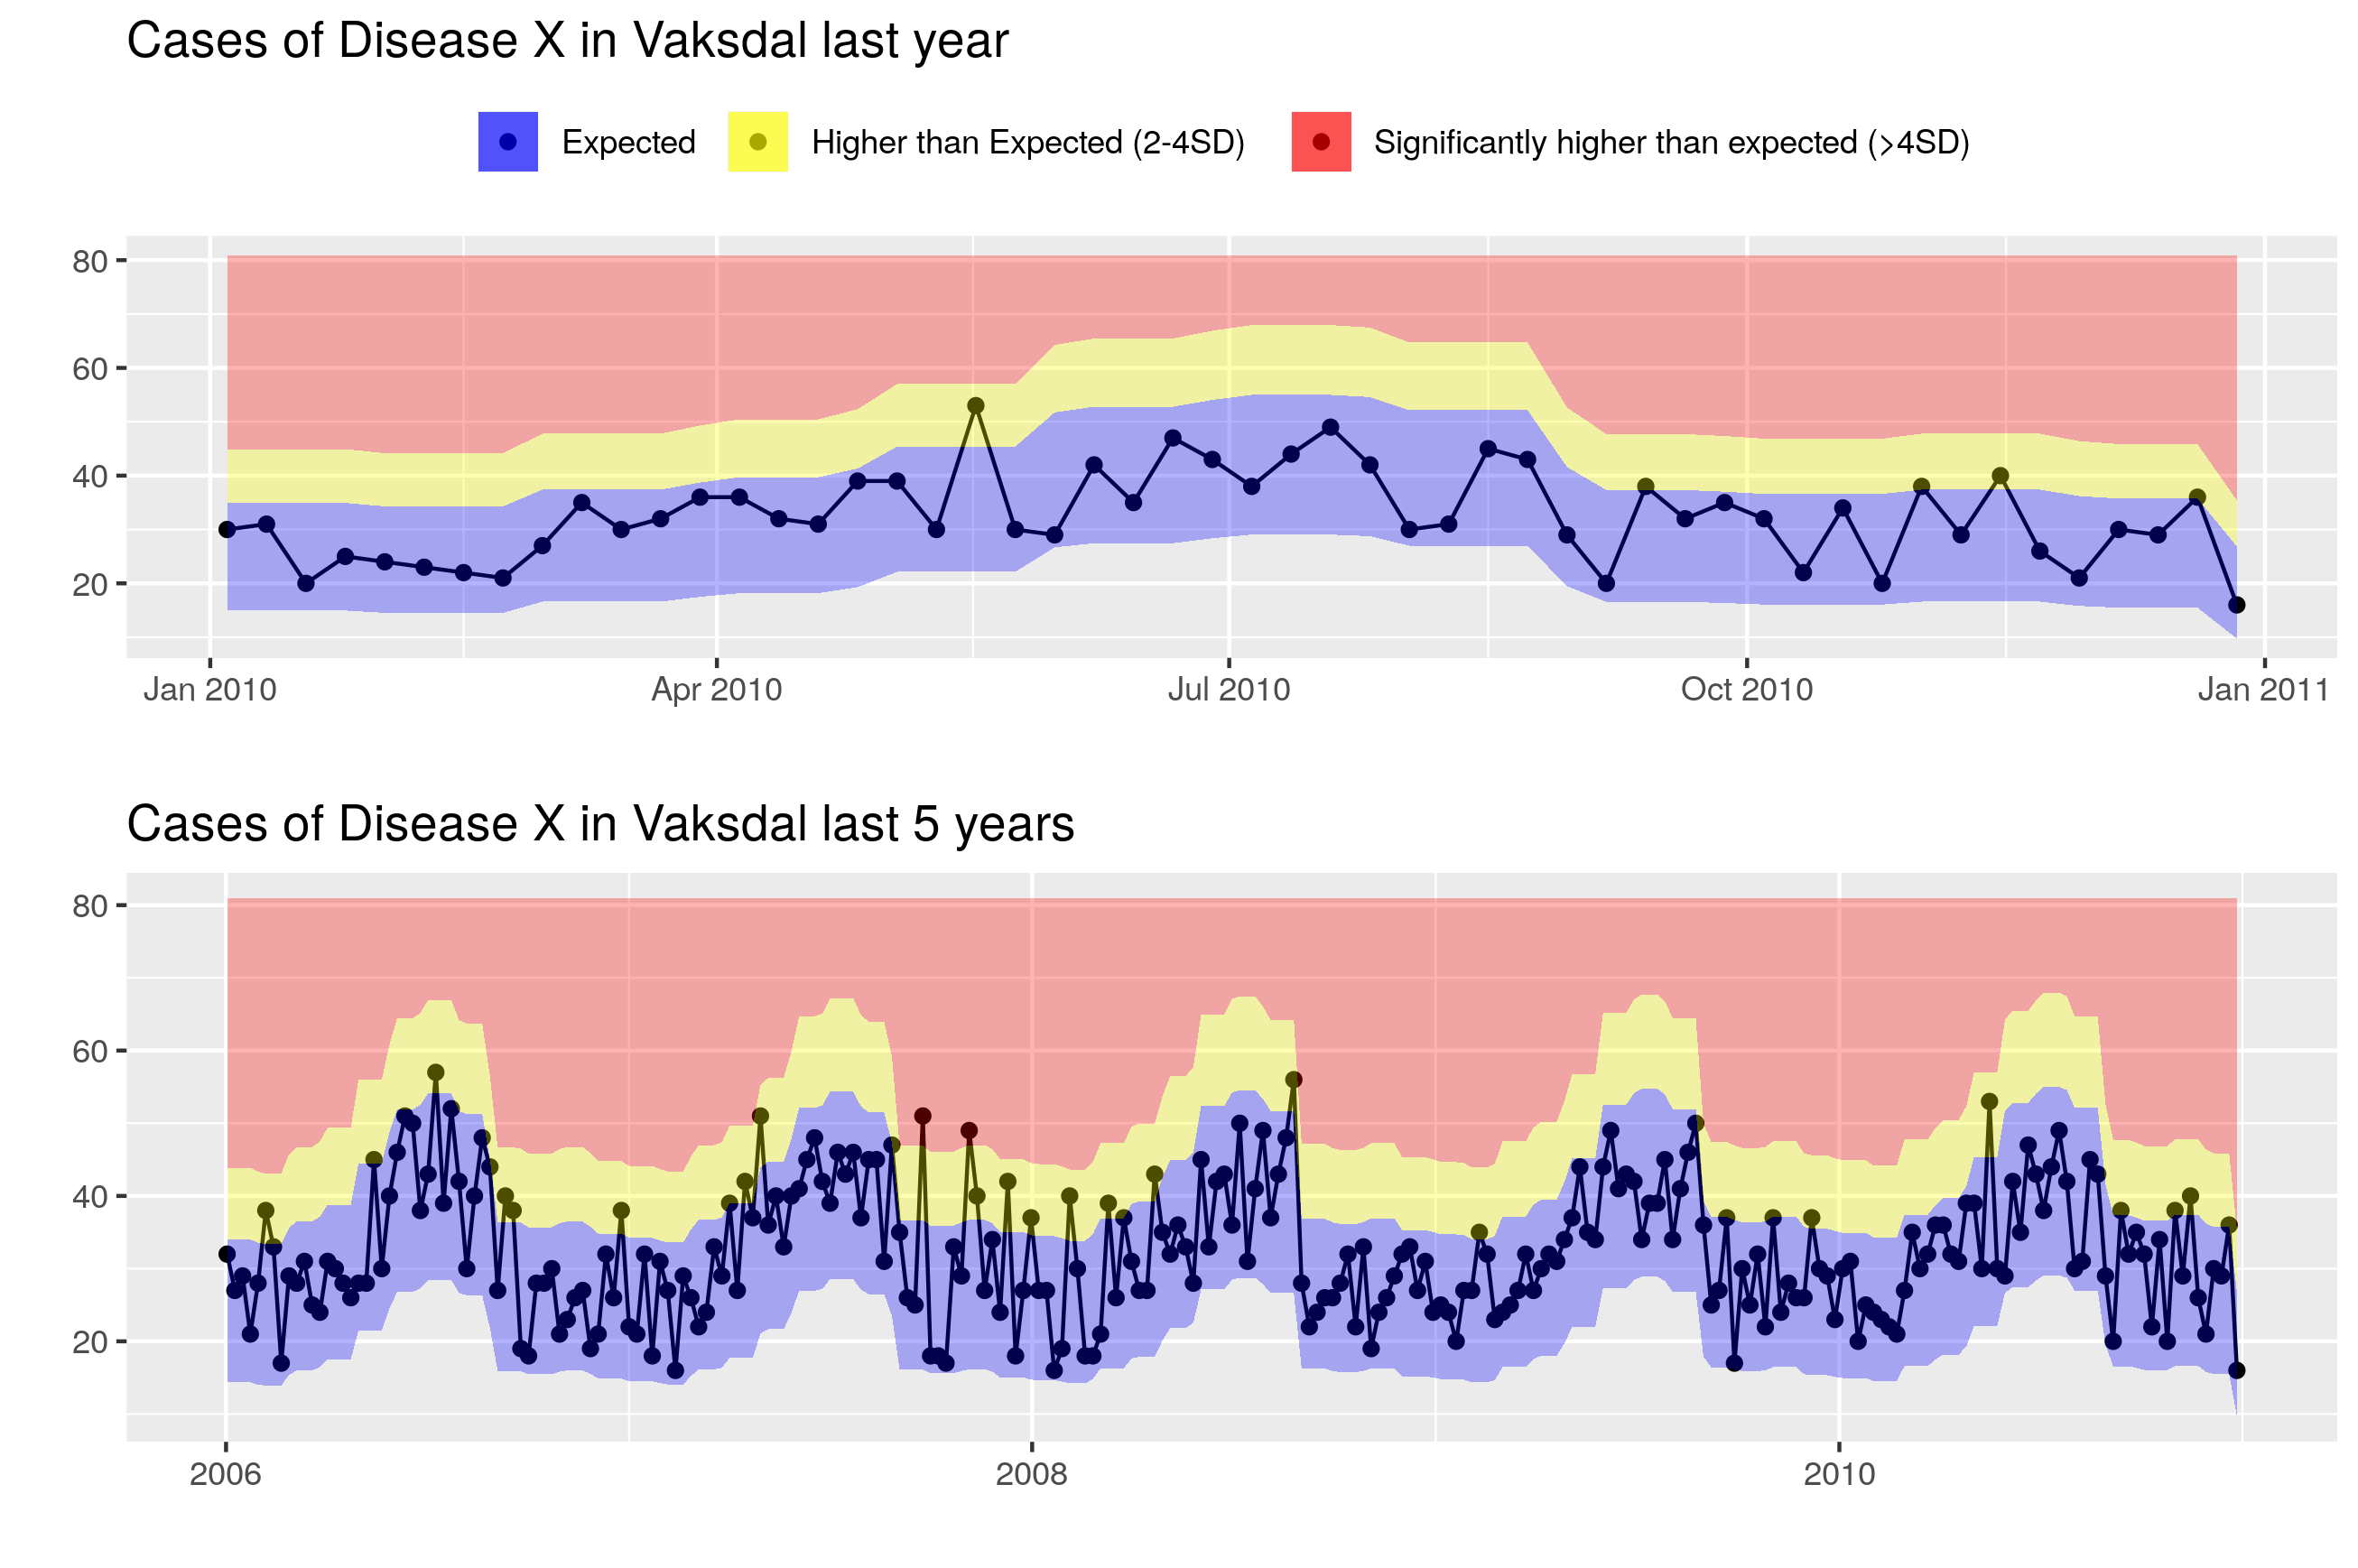 Cases of Disease X in Vaksdal last year
Expected Higher than Expected (2-4SD) Significantly higher than expected (>4SD)
80
60
40
20
Jan 2010 Apr 2010 Jul 2010 Oct 2010 Jan 2011
Cases of Disease X in Vaksdal last 5 years
80
60
40
20
2006 2008 2010